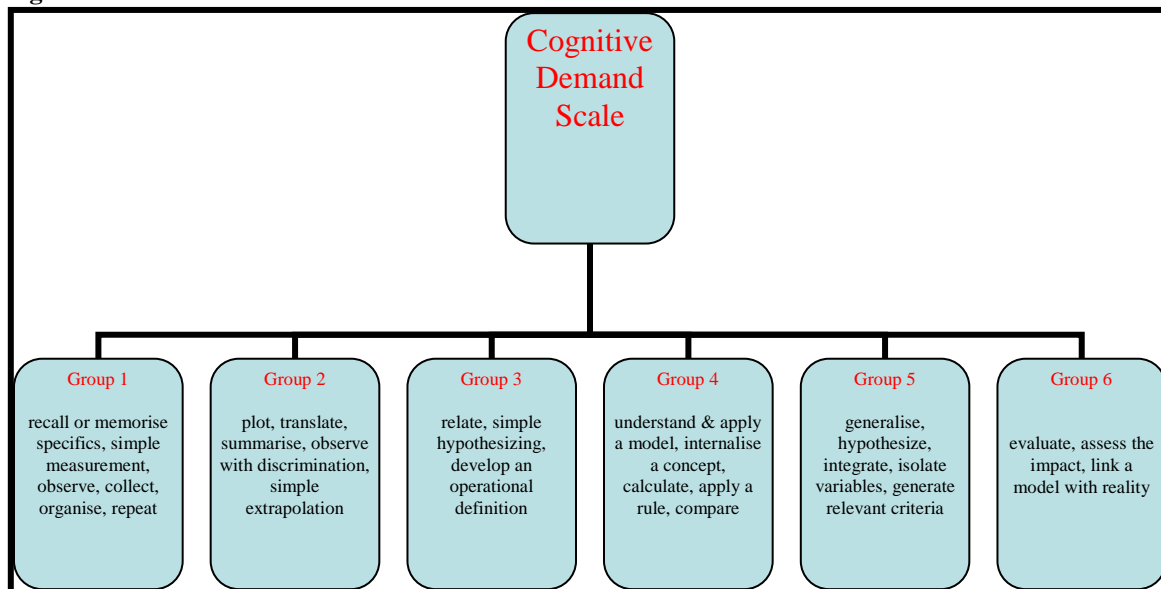 Cognitive
Demand
Scale
Group 1
recall or memorise
specifics, simple
measurement,
observe, collect,
organise, repeat
Group 2
plot, translate,
summarise, observe
with discrimination,
simple
extrapolation
Group 3
relate, simple
hypothesizing,
develop an
operational
definition
Group 4
understand & apply
a model, internalise
a concept,
calculate, apply a
rule, compare
Group 5
generalise,
hypothesize,
integrate, isolate
variables, generate
relevant criteria
Group 6
evaluate, assess the
impact, link a
model with reality